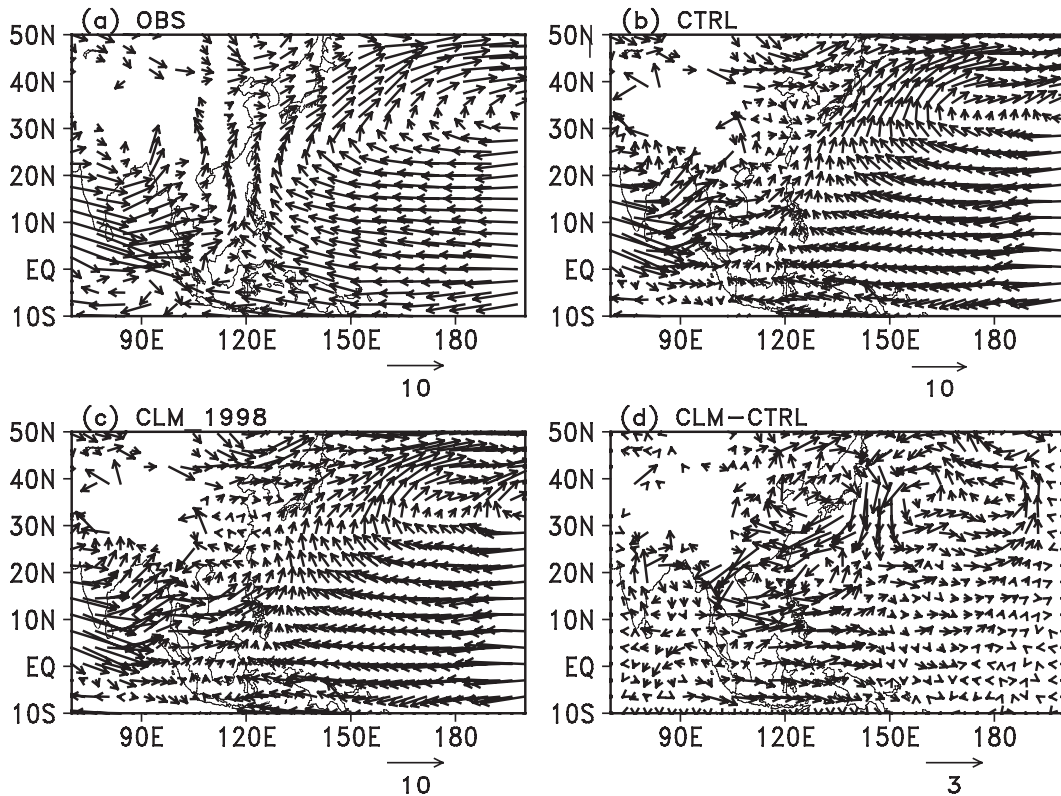 (a) OBS
50N
40N
30N
20N
10N
EQ
10S
90E 120E 150E 180
10
(b) CTRL
50N
40N
30N
20N
10N
EQ
10S
90E 120E 150E 180
10
(c) CLM_1998
50N
40N
30N
20N
10N
EQ
10S
90E 120E 150E 180
10
(d) CLM-CTRL
50N
40N
30N
20N
10N
EQ
10S
90E 120E 150E 180
3